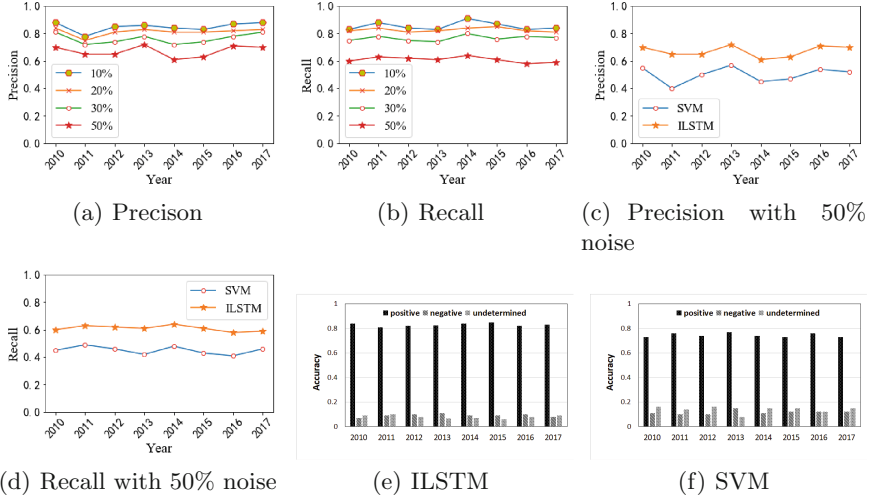 1. 0
0. 8
0. 6
0. 4
0. 2
0. 0
Precision
10%
20%
30%
50%
2010 2011 2012 2013 2014 2015 2016 2017
Year
(a) Precison
1. 0
0. 8
0. 6
0. 4
0. 2
0. 0
Recall
10%
20%
30%
50%
2010 2011 2012 2013 2014 2015 2016 2017
Year
(b) Recall
1. 0
0. 8
0. 6
0. 4
0. 2
0. 0
Precision
SVM
ILSTM
2010 2011 2012 2013 2014 2015 2016 2017
Year
(c) Precision with 50%
noise
1. 0
0. 8
0. 6
0. 4
0. 2
0. 0
Recall
SVM
ILSTM
2010 2011 2012 2013 2014 2015 2016 2017
Year
(d) Recall with 50% noise
positive negative undetermined
1
0.8
0.6
0.4
0.2
0
Accuracy
2010 2011 2012 2013 2014 2015 2016 2017
(e) ILSTM
positive negative undetermined
1
0.8
0.6
0.4
0.2
0
Accuracy
2010 2011 2012 2013 2014 2015 2016 2017
(f) SVM